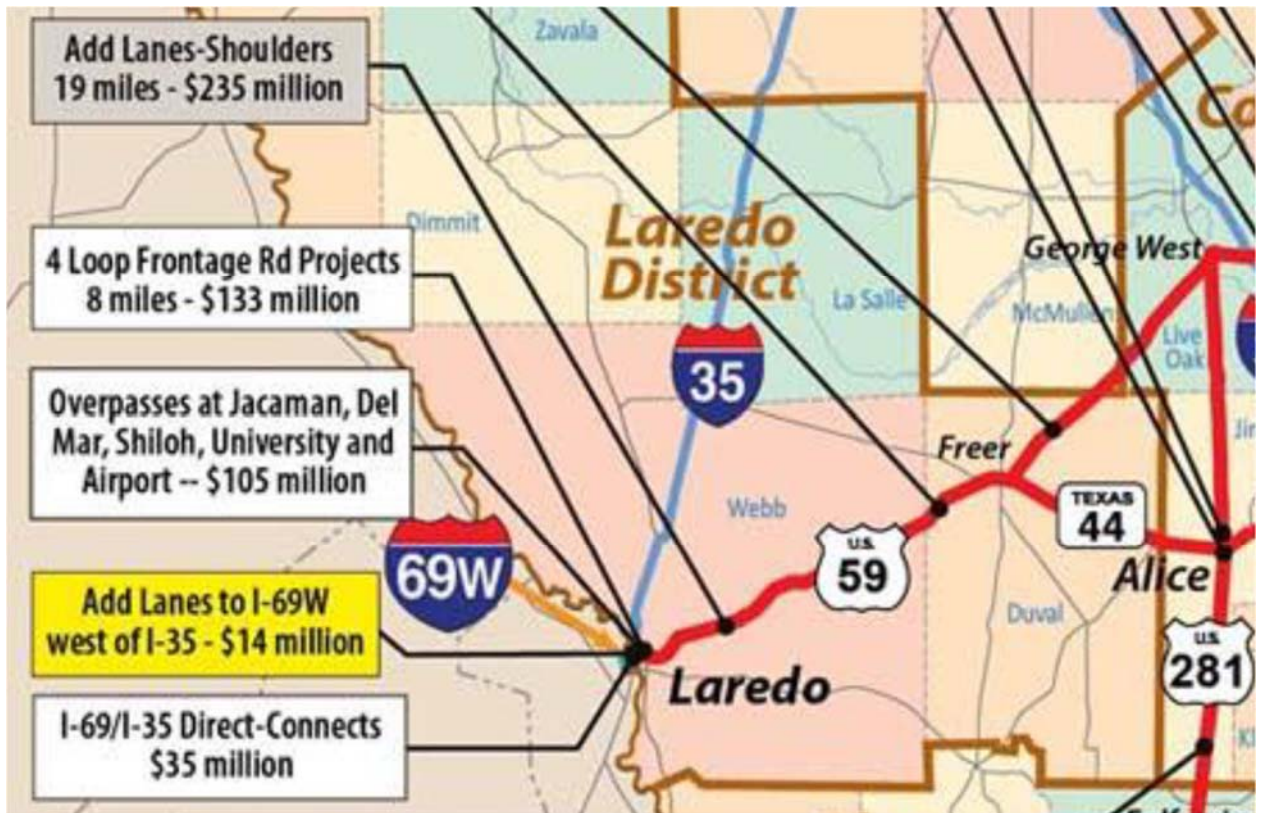 Add Lanes-Shoulders
19 miles - $235 million
Zavala
Dimmit
Laredo
District
4 Loop Frontage Rd Projects
8 miles - $133 million
La Salle
George West
McMullen
Live
Oak
35
Overpasses at Jacaman, Del
Mar, Shiloh, University and
Airport -- $105 million
Freer
Webb
TEXAS
44
U.S.
59
Alice
69W
Add Lanes to I-69W
west of I-35 - $14 million
Duval
U.S.
281
Laredo
I-69/I-35 Direct-Connects
$35 million